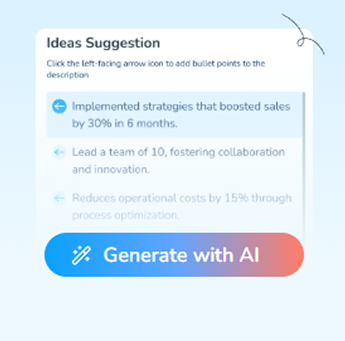 Ideas Suggestion
Click the left-facing arrow icon to add bullet points to the
description
Implemented strategies that boosted sales
by 30% in 6 months.
Lead a team of 10, fostering collaboration
and innovation.
Reduces operational costs by 15% through
process optimization.
Generate with AI